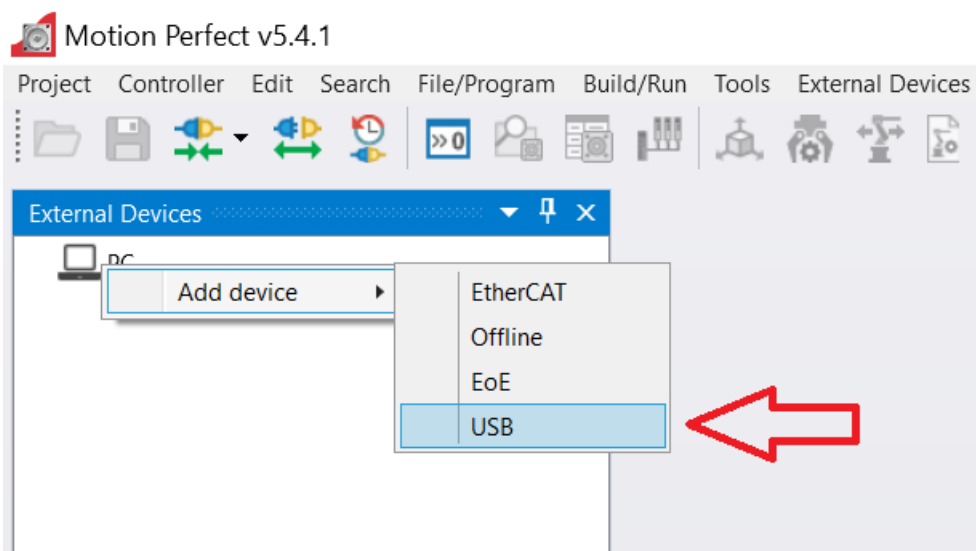 Motion Perfect v5.4.1
Project Controller Edit Search File/Program Build/Run Tools External Devices
»0
External Devices
PC
Add device
EtherCAT
Offline
EoE
USB